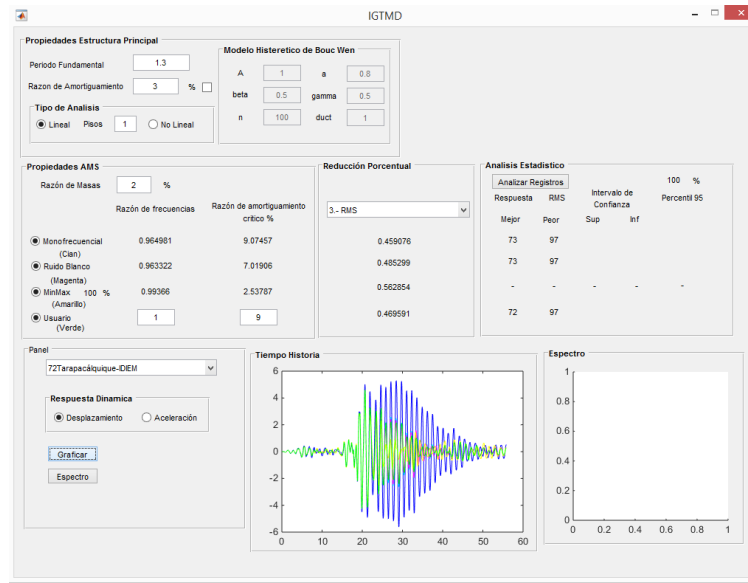 IGTMD
Propiedades Estructura Principal
Periodo Fundamental 1.3
Razon de Amortiguamiento 3 %
Tipo de Analisis
Lineal Pisos 1 No Lineal
Modelo Histeretico de Bouc Wen
A 1 a 0.8
beta 0.5 gamma 0.5
n 100 duct 1
Propiedades AMS
Razón de Masas 2 %
Razón de frecuencias Razón de amortiguamiento
critico %
Monofrecuencial 0.964981 9.07457
(Cian)
Ruido Blanco 0.963322 7.01906
(Magenta)
MinMax 100 % 0.99366 2.53787
(Amarillo)
Usuario 1 9
(Verde)
Reducción Porcentual
3.- RMS
0.459076
0.485299
0.562854
0.469591
Analisis Estadistico
Analizar Registros 100 %
Respuesta RMS Intervalo de
Confianza Percentil 95
Mejor Peor Sup Inf
73 97
73 97
- - - - -
72 97
Panel
72Tarapacálquique-IDIEM
Respuesta Dinamica
Desplazamiento Aceleración
Graficar
Espectro
Tiempo Historia
6
4
2
0
-2
-4
-6
0 10 20 30 40 50 60
Espectro
1
0.8
0.6
0.4
0.2
0
0 0.2 0.4 0.6 0.8 1